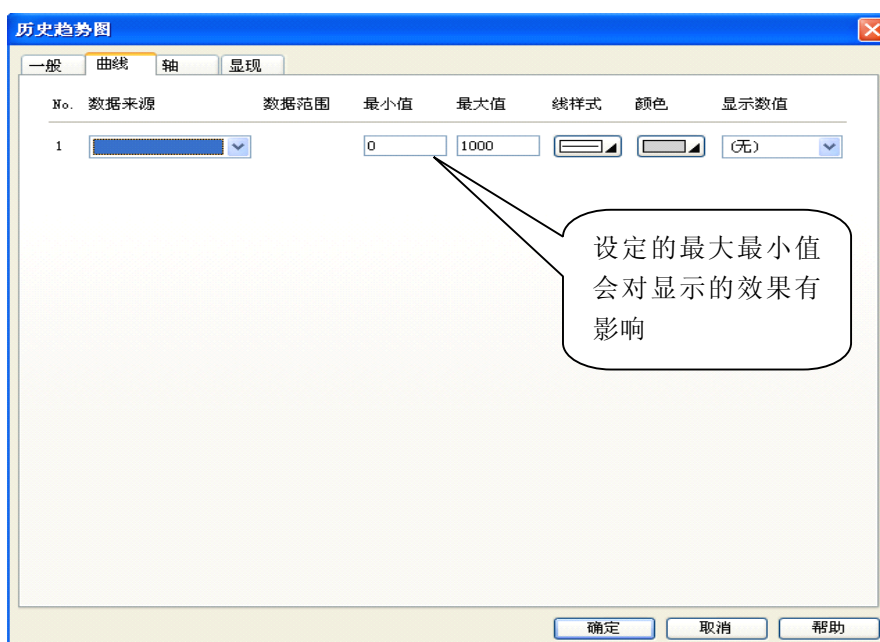 历史趋势图
一般 曲线 轴 显现
No. 数据来源 数据范围 最小值 最大值 线样式 颜色 显示数值
1 0 1000 (无)
设定的最大最小值
会对显示的效果有
影响
确定 取消 帮助